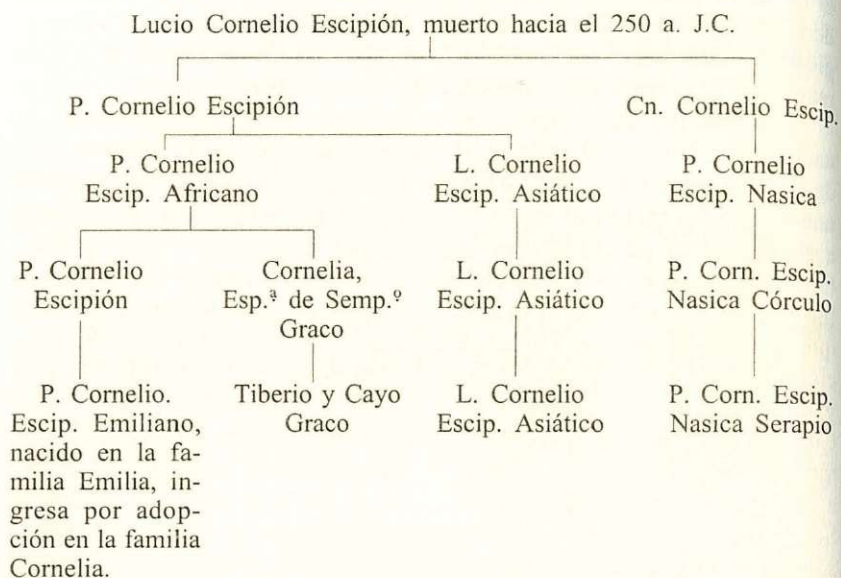 Lucio Cornelio Escipión, muerto hacia el 250 a. J.C.
P. Cornelio Escipión
Cn. Cornelio Escip.
P. Cornelio
Escip. Africano
L. Cornelio
Escip. Asiático
P. Cornelio
Escip. Nasica
P. Cornelio
Escipión
Cornelia,
Esp.ª de Semp.º
Graco
L. Cornelio
Escip. Asiático
P. Corn. Escip.
Nasica Córculo
P. Cornelio.
Escip. Emiliano,
nacido en la fa-
milia Emilia, in-
gresa por adop-
ción en la familia
Cornelia.
Tiberio y Cayo
Graco
L. Cornelio
Escip. Asiático
P. Corn. Escip.
Nasica Serapio